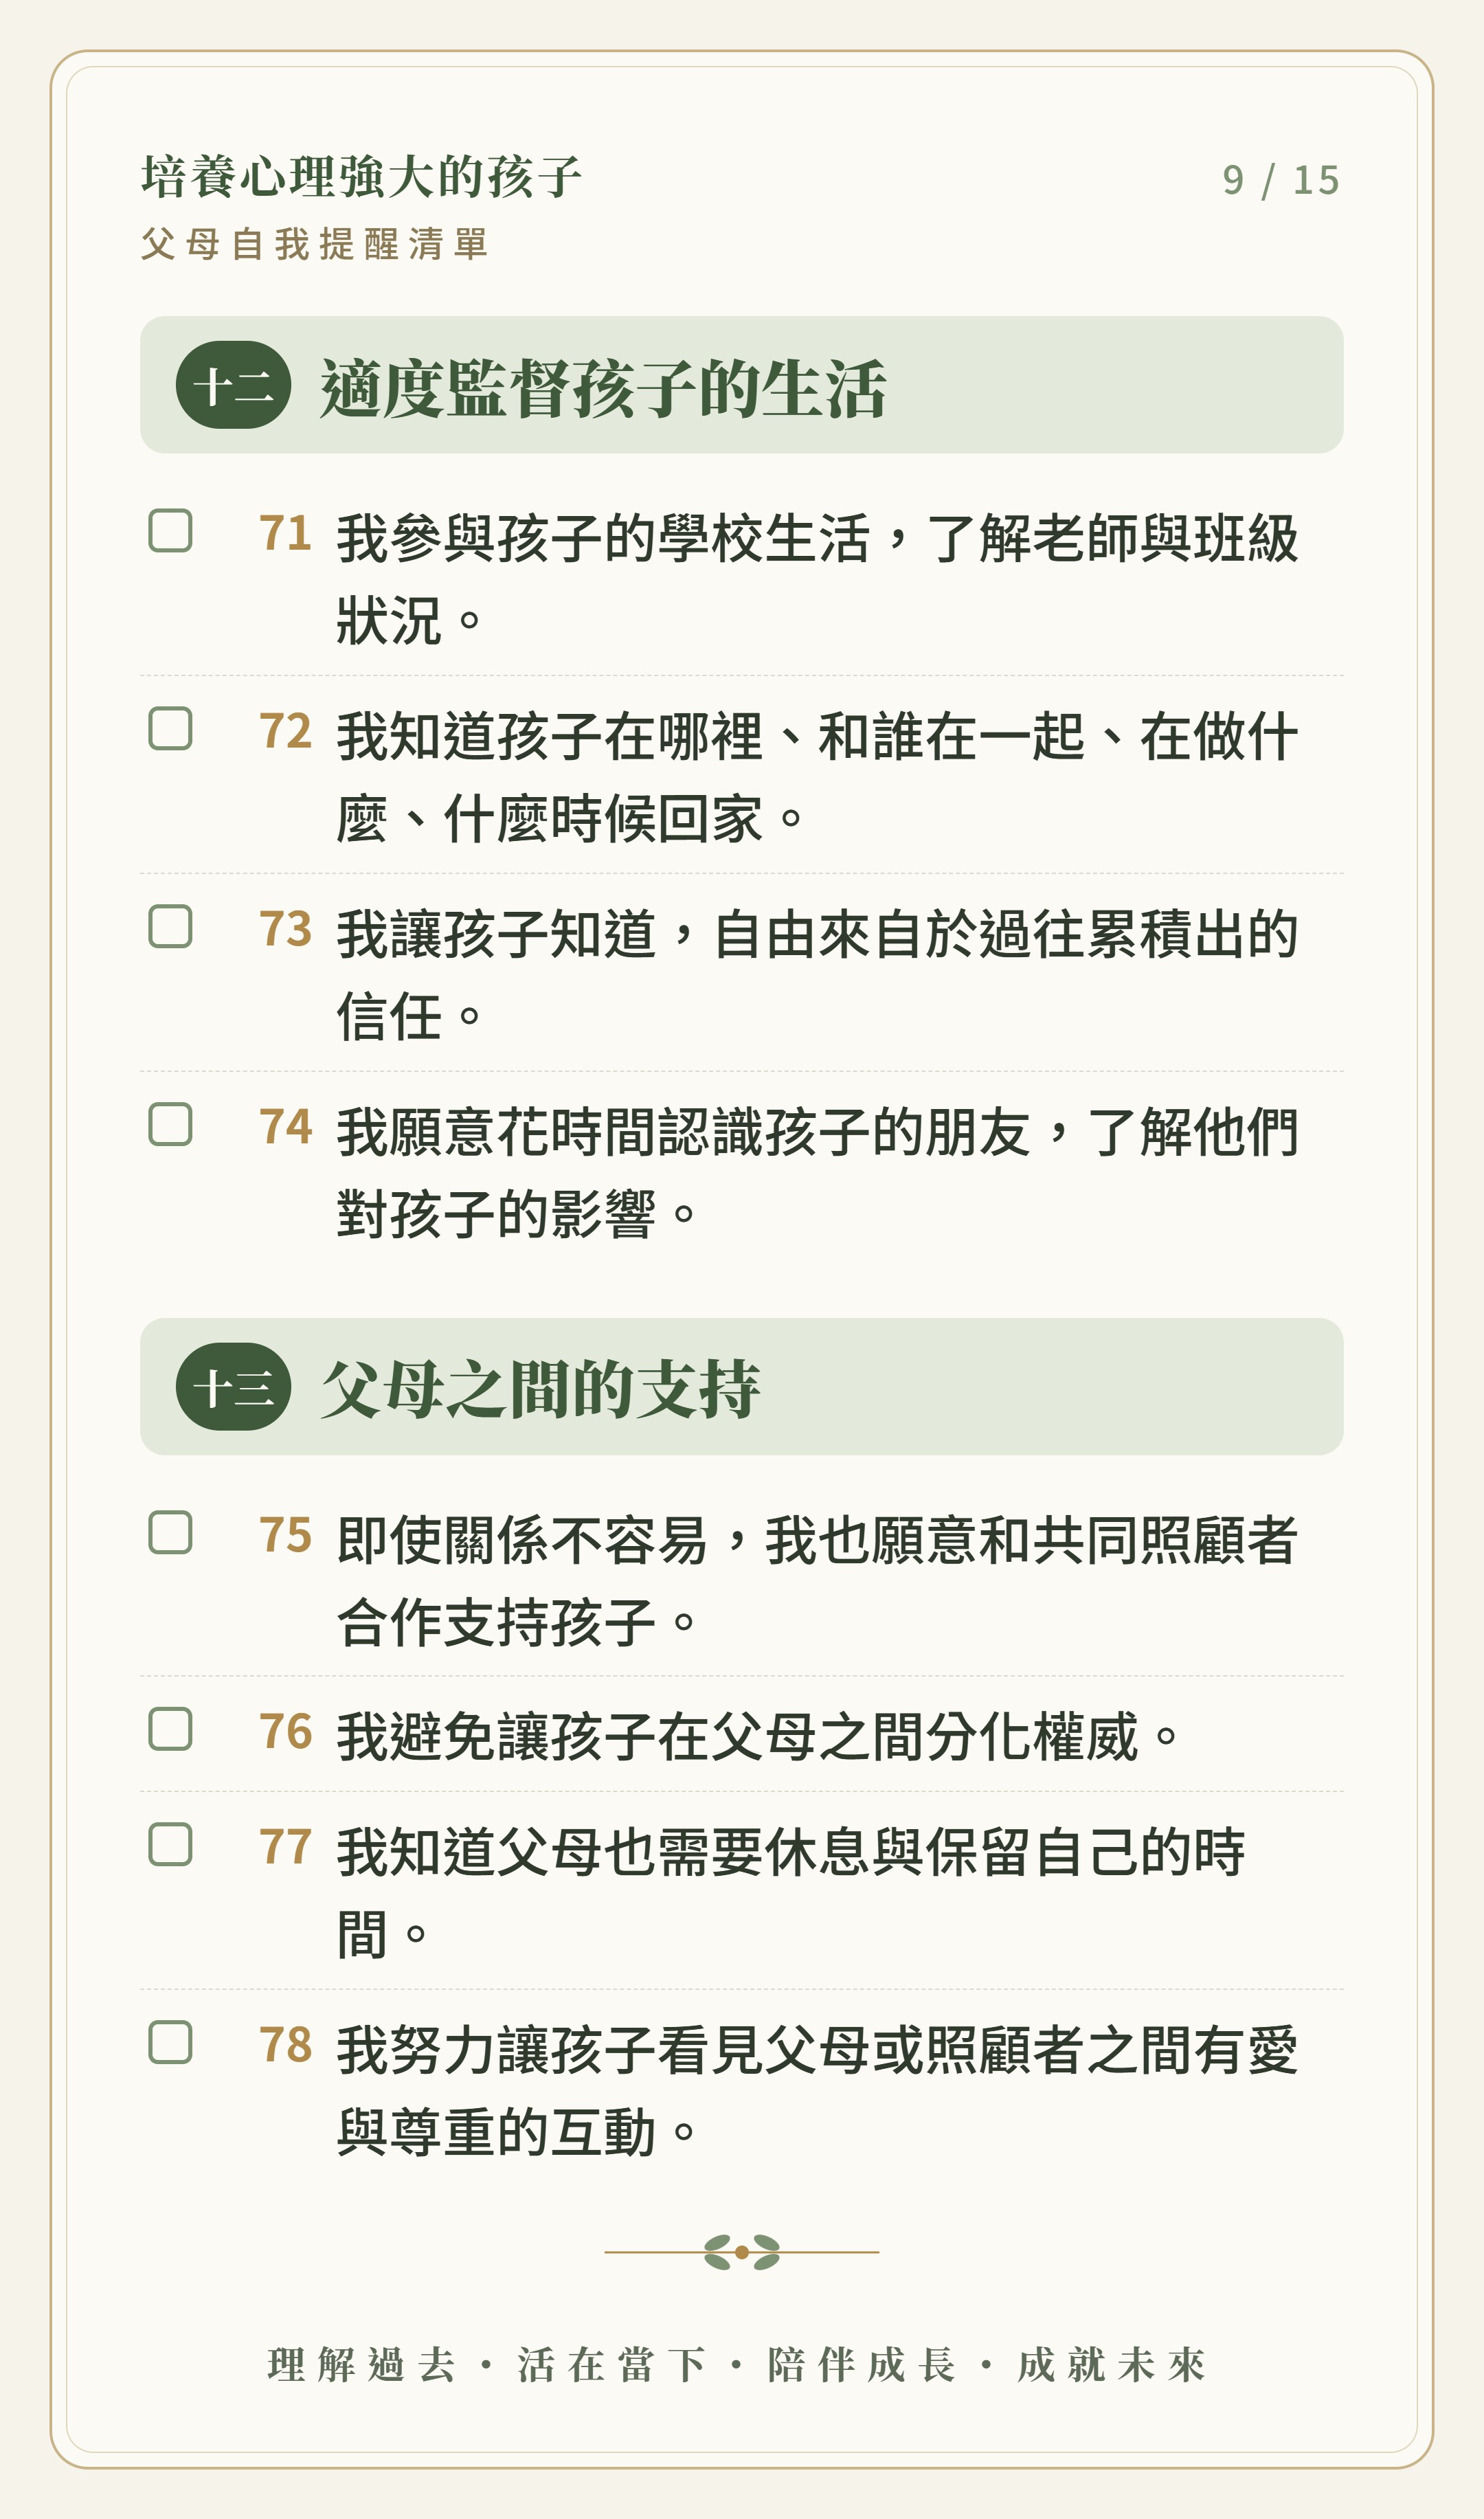 培養心理強大的孩子
9 / 15
父母自我提醒清單
十二 適度監督孩子的生活
71 我參與孩子的學校生活，了解老師與班級
狀況。
72 我知道孩子在哪裡、和誰在一起、在做什
麼、什麼時候回家。
73 我讓孩子知道，自由來自於過往累積出的
信任。
74 我願意花時間認識孩子的朋友，了解他們
對孩子的影響。
十三 父母之間的支持
75 即使關係不容易，我也願意和共同照顧者
合作支持孩子。
76 我避免讓孩子在父母之間分化權威。
77 我知道父母也需要休息與保留自己的時
間。
78 我努力讓孩子看見父母或照顧者之間有愛
與尊重的互動。
理解過去・活在當下・陪伴成長・成就未來